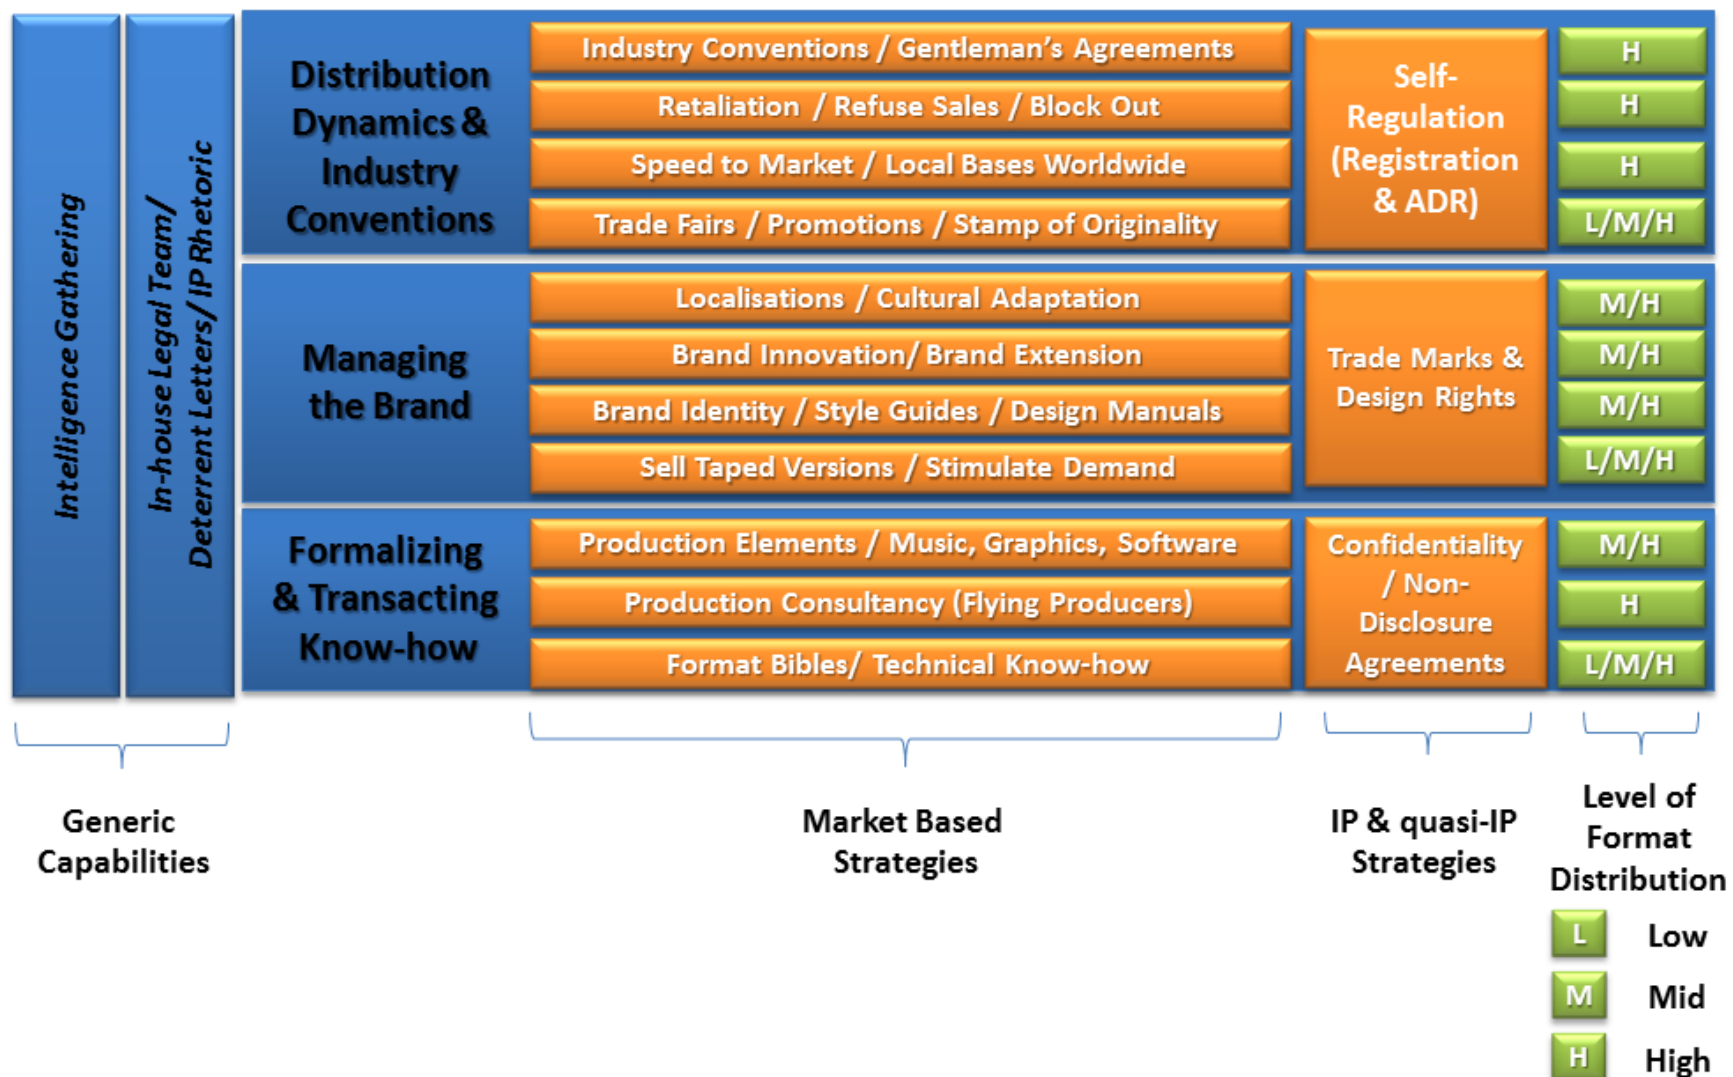 Intelligence Gathering
In-house Legal Team/
Deterrent Letters/ IP Rhetoric
Distribution
Dynamics &
Industry
Conventions
Industry Conventions / Gentleman’s Agreements
Retaliation / Refuse Sales / Block Out
Speed to Market / Local Bases Worldwide
Trade Fairs / Promotions / Stamp of Originality
Self-
Regulation
(Registration
& ADR)
H
H
H
L/M/H
Managing
the Brand
Localisations / Cultural Adaptation
Brand Innovation/ Brand Extension
Brand Identity / Style Guides / Design Manuals
Sell Taped Versions / Stimulate Demand
Trade Marks &
Design Rights
M/H
M/H
M/H
L/M/H
Formalizing
& Transacting
Know-how
Production Elements / Music, Graphics, Software
Production Consultancy (Flying Producers)
Format Bibles/ Technical Know-how
Confidentiality
/ Non-
Disclosure
Agreements
M/H
H
L/M/H
Generic
Capabilities
Market Based
Strategies
IP & quasi-IP
Strategies
Level of
Format
Distribution
L Low
M Mid
H High